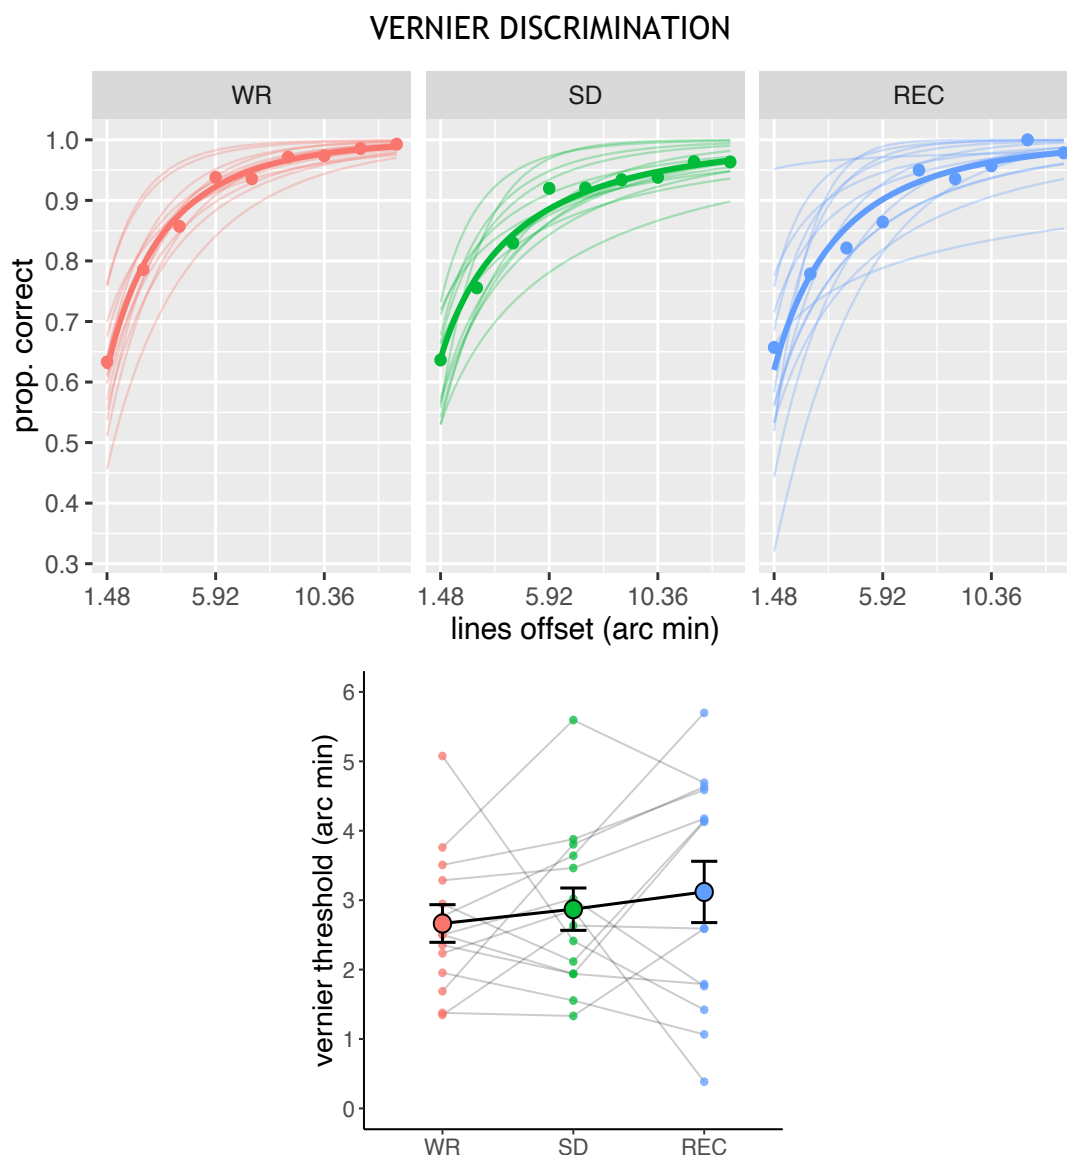 VERNIER DISCRIMINATION
WR SD REC
prop. correct
1.0
0.9
0.8
0.7
0.6
0.5
0.4
0.3
1.48 5.92 10.36 1.48 5.92 10.36 1.48 5.92 10.36
lines offset (arc min)
vernier threshold (arc min)
6
5
4
3
2
1
0
WR SD REC